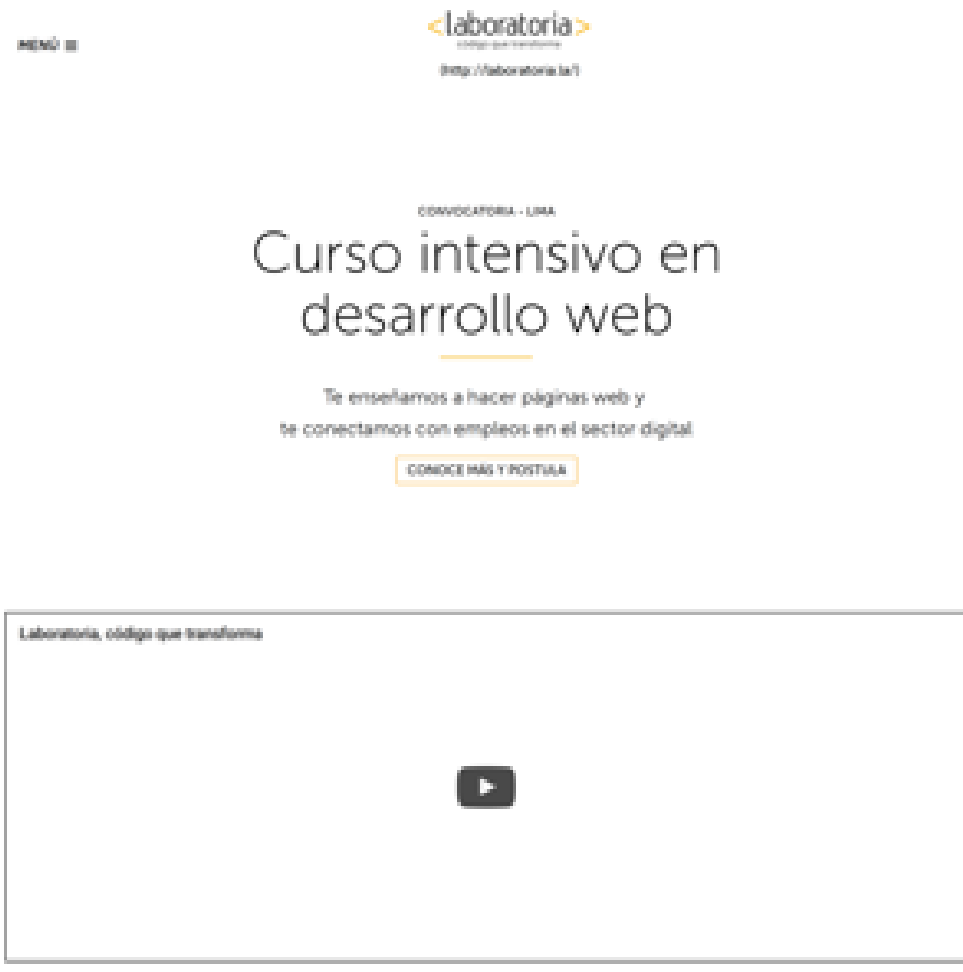 MENÚ
<laboratoria>
código que transforma
(http://laboratoria.la/)
CONVOCATORIA - LIMA
Curso intensivo en
desarrollo web
Te enseñamos a hacer páginas web y
te conectamos con empleos en el sector digital
CONOCE MÁS Y POSTULA
Laboratoria, código que transforma